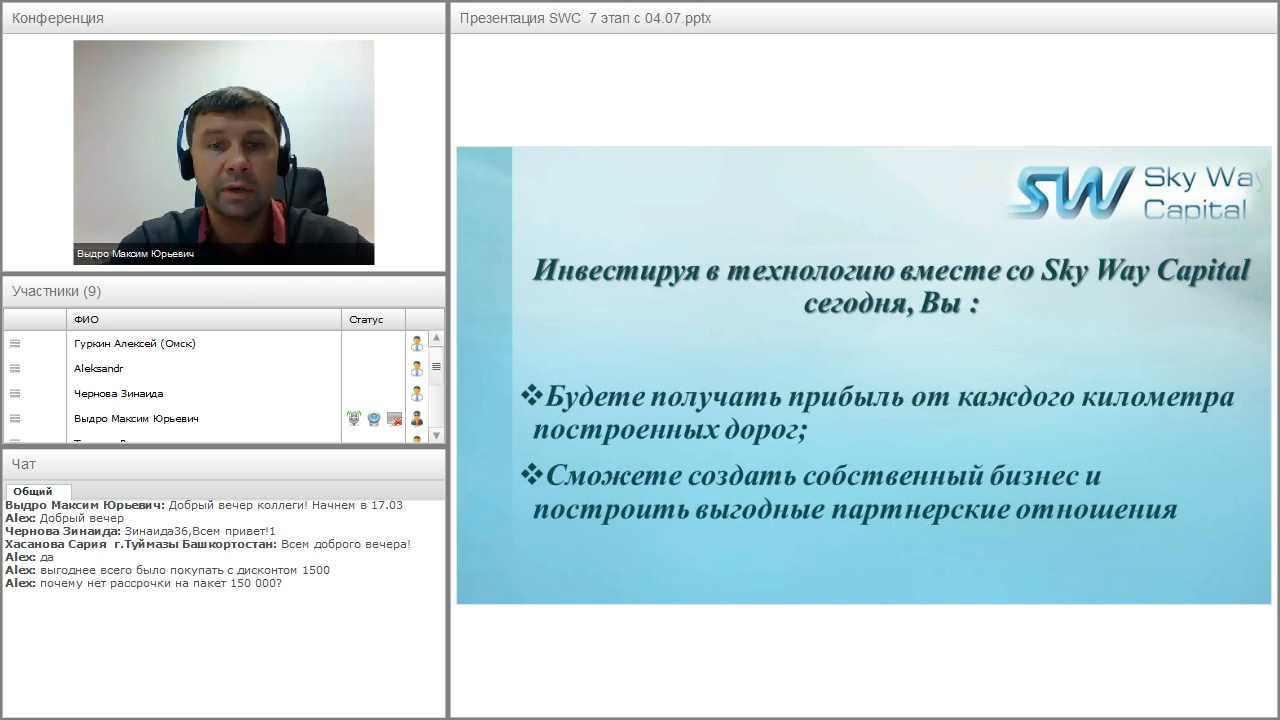 Конференция
Выдро Максим Юрьевич
Участники (9)
ФИО Статус
Гуркин Алексей (Омск)
Aleksandr
Чернова Зинаида
Выдро Максим Юрьевич
Чат
Общий
Выдро Максим Юрьевич: Добрый вечер коллеги! Начнем в 17.03
Alex: Добрый вечер
Чернова Зинаида: Зинаида36,Всем привет!1
Хасанова Сария г.Туймазы Башкортостан: Всем доброго вечера!
Alex: да
Alex: выгоднее всего было покупать с дисконтом 1500
Alex: почему нет рассрочки на пакет 150 000?
Презентация SWC 7 этап с 04.07.pptx
SW Sky Way
Capital
Инвестируя в технологию вместе со Sky Way Capital
сегодня, Вы :
❖Будете получать прибыль от каждого километра
построенных дорог;
❖Сможете создать собственный бизнес и
построить выгодные партнерские отношения